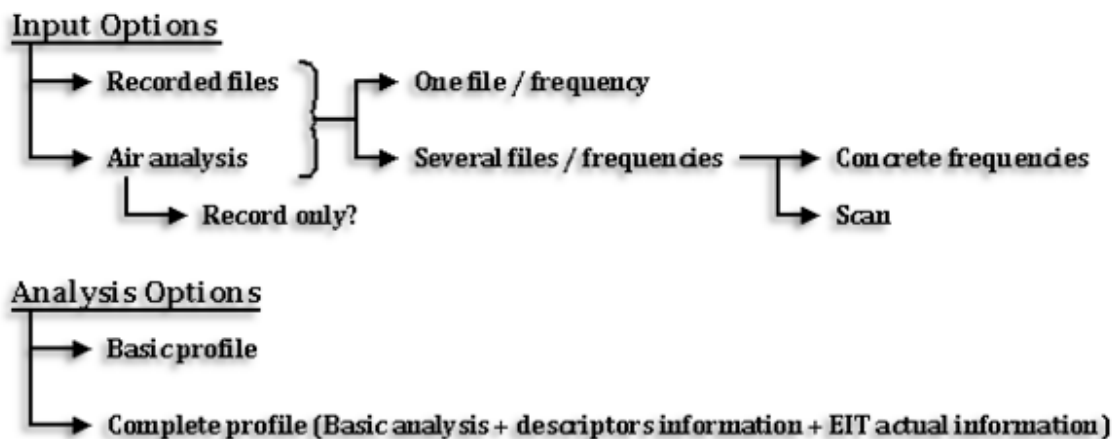 Input Options
Recorded files
One file / frequency
Air analysis
Several files / frequencies
Concrete frequencies
Record only?
Scan
Analysis Options
Basic profile
Complete profile (Basic analysis + descriptors information + EIT actual information)